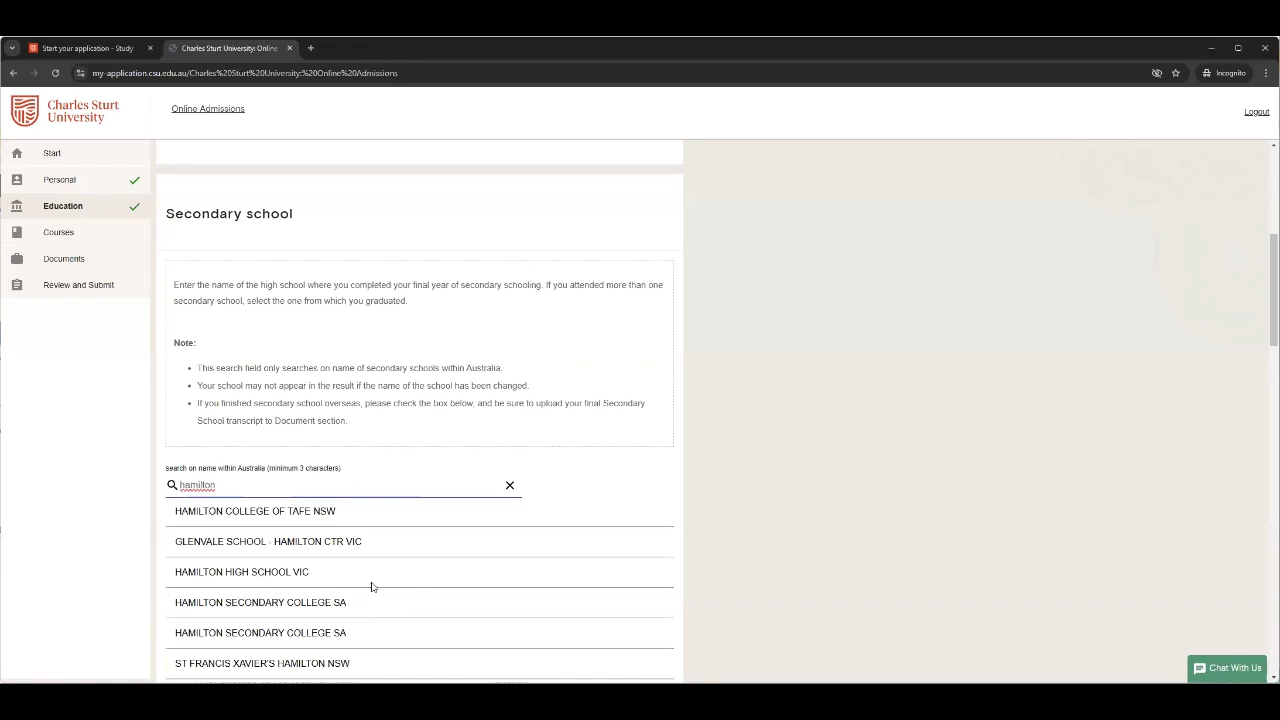 Start your application - Study
Charles Sturt University: Online
my-application.csu.edu.au/Charles%20Sturt%20University:%20Online%20Admissions
Incognito
Charles Sturt
University
Online Admissions
Logout
Start
Personal
Education
Courses
Documents
Review and Submit
Secondary school
Enter the name of the high school where you completed your final year of secondary schooling. If you attended more than one
secondary school, select the one from which you graduated.
Note:
This search field only searches on name of secondary schools within Australia.
Your school may not appear in the result if the name of the school has been changed.
If you finished secondary school overseas, please check the box below, and be sure to upload your final Secondary
School transcript to Document section.
search on name within Australia (minimum 3 characters)
hamilton
HAMILTON COLLEGE OF TAFE NSW
GLENVALE SCHOOL - HAMILTON CTR VIC
HAMILTON HIGH SCHOOL VIC
HAMILTON SECONDARY COLLEGE SA
HAMILTON SECONDARY COLLEGE SA
ST FRANCIS XAVIER'S HAMILTON NSW
Chat With Us